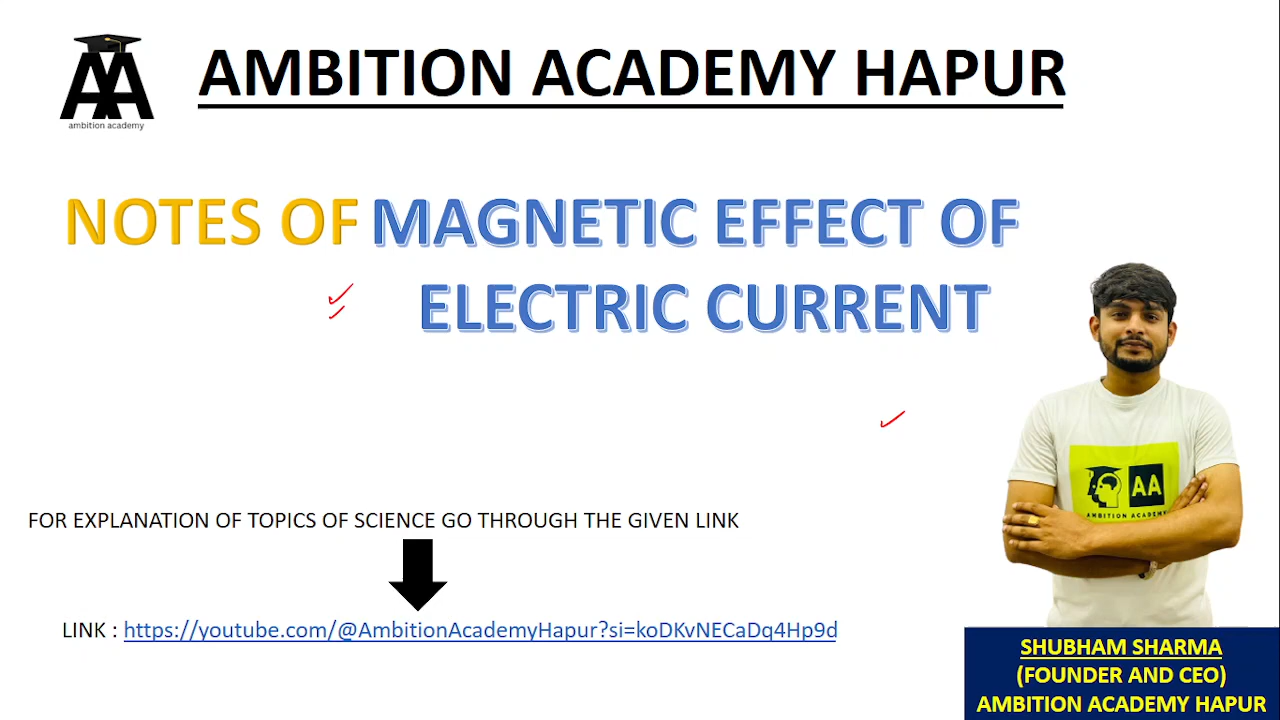 AMBITION ACADEMY HAPUR
ambition academy
NOTES OF MAGNETIC EFFECT OF
ELECTRIC CURRENT
AA
AMBITION ACADEMY
FOR EXPLANATION OF TOPICS OF SCIENCE GO THROUGH THE GIVEN LINK
LINK : https://youtube.com/@AmbitionAcademyHapur?si=koDKvNECaDq4Hp9d
SHUBHAM SHARMA
(FOUNDER AND CEO)
AMBITION ACADEMY HAPUR